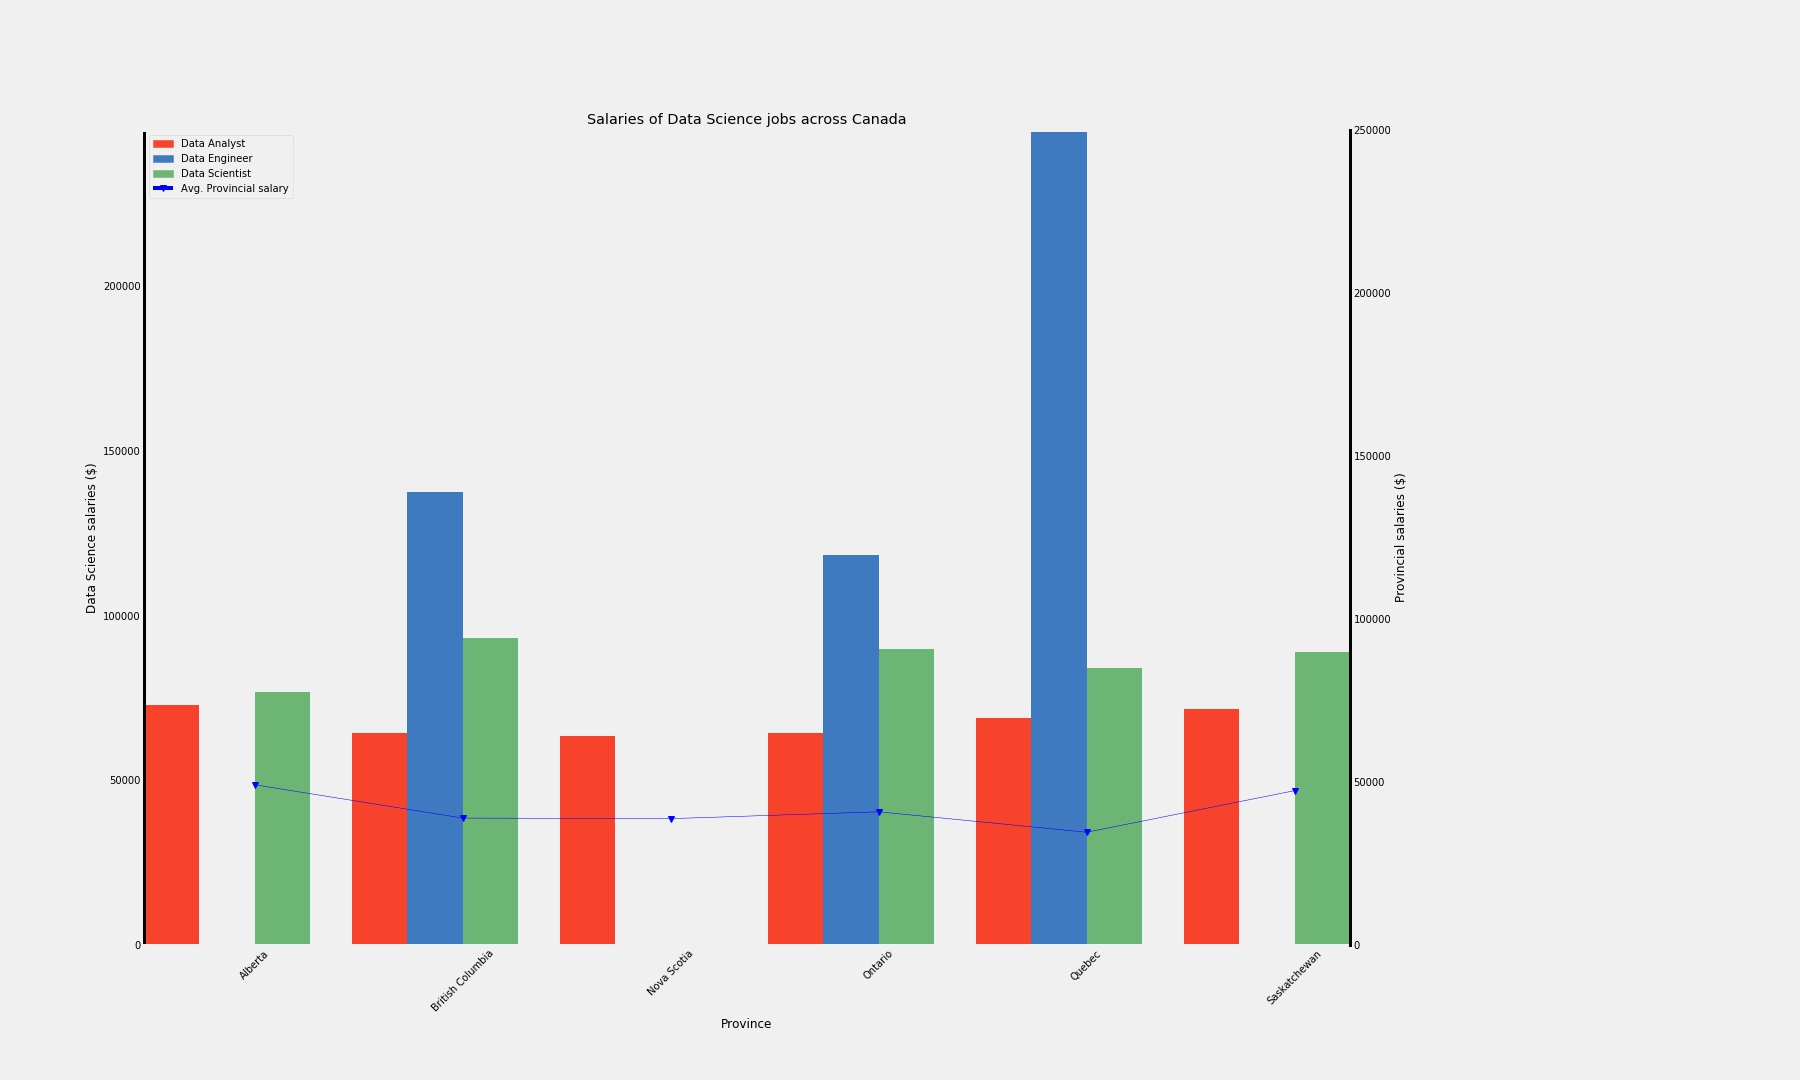 Salaries of Data Science jobs across Canada
Data Analyst
Data Engineer
Data Scientist
Avg. Provincial salary
Data Science salaries ($)
200000
150000
100000
50000
0
250000
200000
150000
100000
50000
0
Provincial salaries ($)
Alberta
British Columbia
Nova Scotia
Ontario
Quebec
Saskatchewan
Province